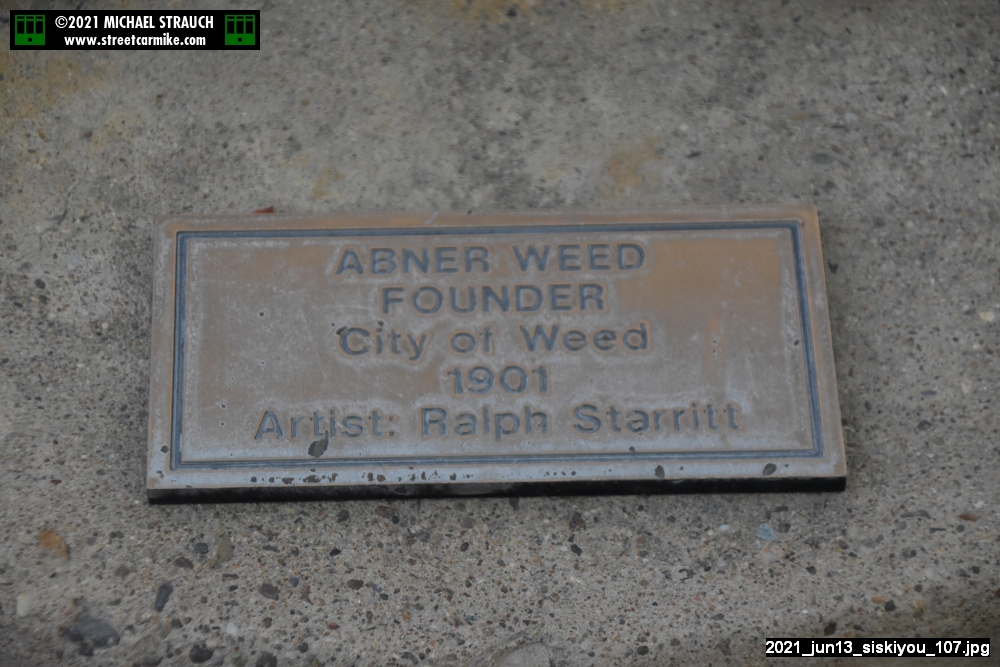 ©2021 MICHAEL STRAUCH
www.streetcarmike.com
ABNER WEED
FOUNDER
City of Weed
1901
Artist: Ralph Starritt
2021_jun13_siskiyou_107.jpg